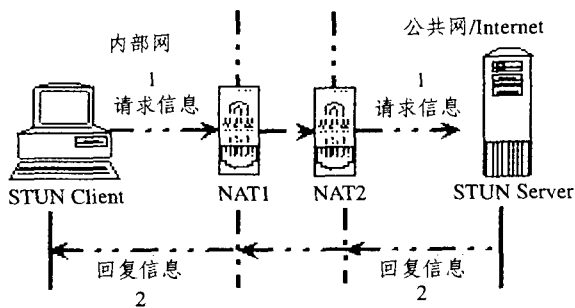 内部网
公共网/Internet
1
请求信息
1
请求信息
STUN Client
NAT1
NAT2
STUN Server
回复信息
2
回复信息
2